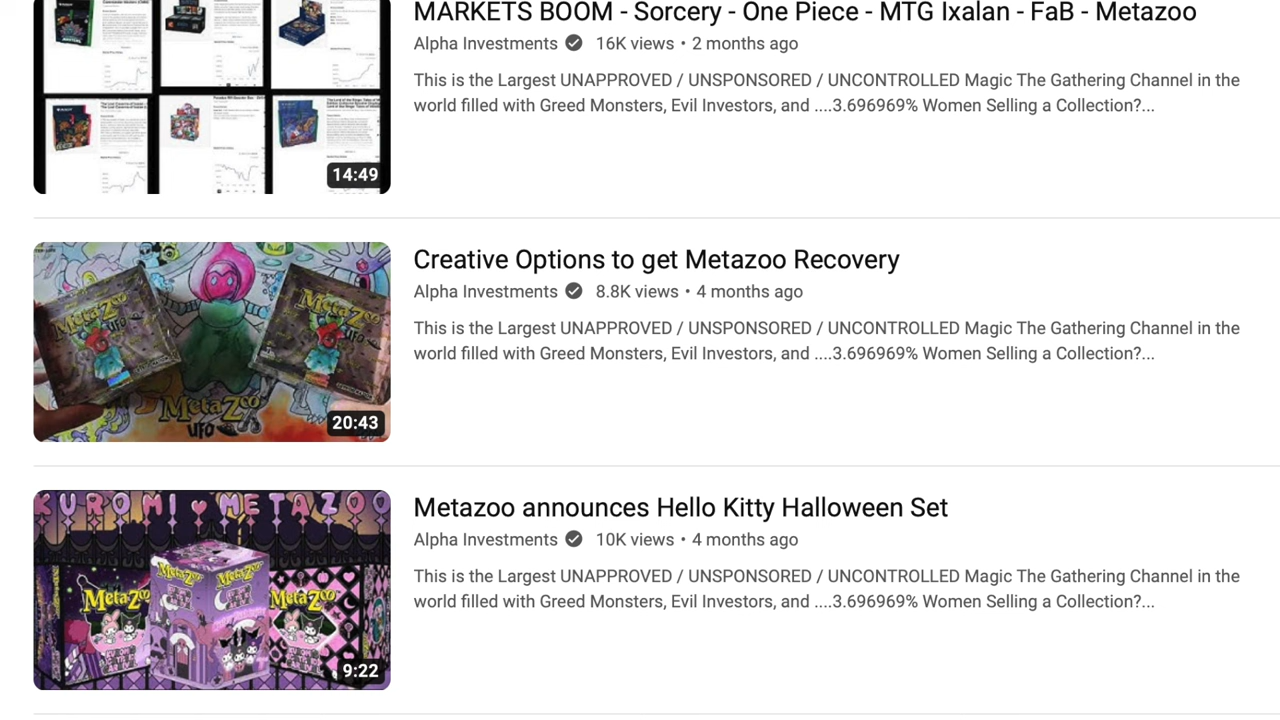 MARKETS BOOM - Sorcery - One Piece - MTG Ixalan - FaB - Metazoo
Alpha Investments 16K views • 2 months ago
This is the Largest UNAPPROVED / UNSPONSORED / UNCONTROLLED Magic The Gathering Channel in the
world filled with Greed Monsters, Evil Investors, and ....3.696969% Women Selling a Collection?...
14:49
Creative Options to get Metazoo Recovery
Alpha Investments 8.8K views • 4 months ago
This is the Largest UNAPPROVED / UNSPONSORED / UNCONTROLLED Magic The Gathering Channel in the
world filled with Greed Monsters, Evil Investors, and ....3.696969% Women Selling a Collection?...
MetaZoo
UFO
MetaZoo
UFO
MetaZoo
UFO
20:43
Metazoo announces Hello Kitty Halloween Set
Alpha Investments 10K views • 4 months ago
This is the Largest UNAPPROVED / UNSPONSORED / UNCONTROLLED Magic The Gathering Channel in the
world filled with Greed Monsters, Evil Investors, and ....3.696969% Women Selling a Collection?...
KUROMI METAZOO
MetaZoo
MetaZoo
MetaZoo
MetaZoo
9:22